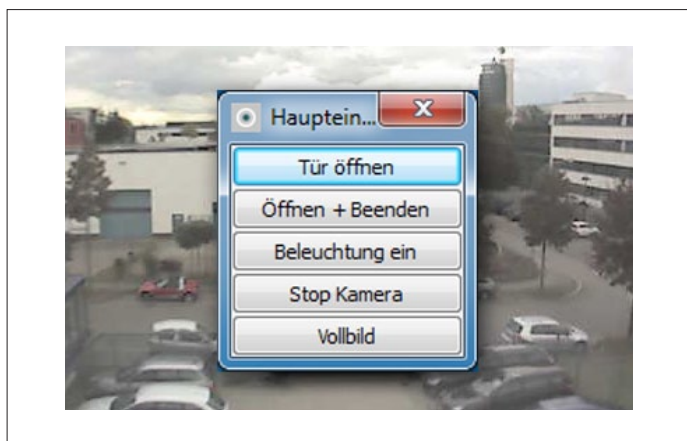 Hauptein...
Tür öffnen
Öffnen + Beenden
Beleuchtung ein
Stop Kamera
Vollbild